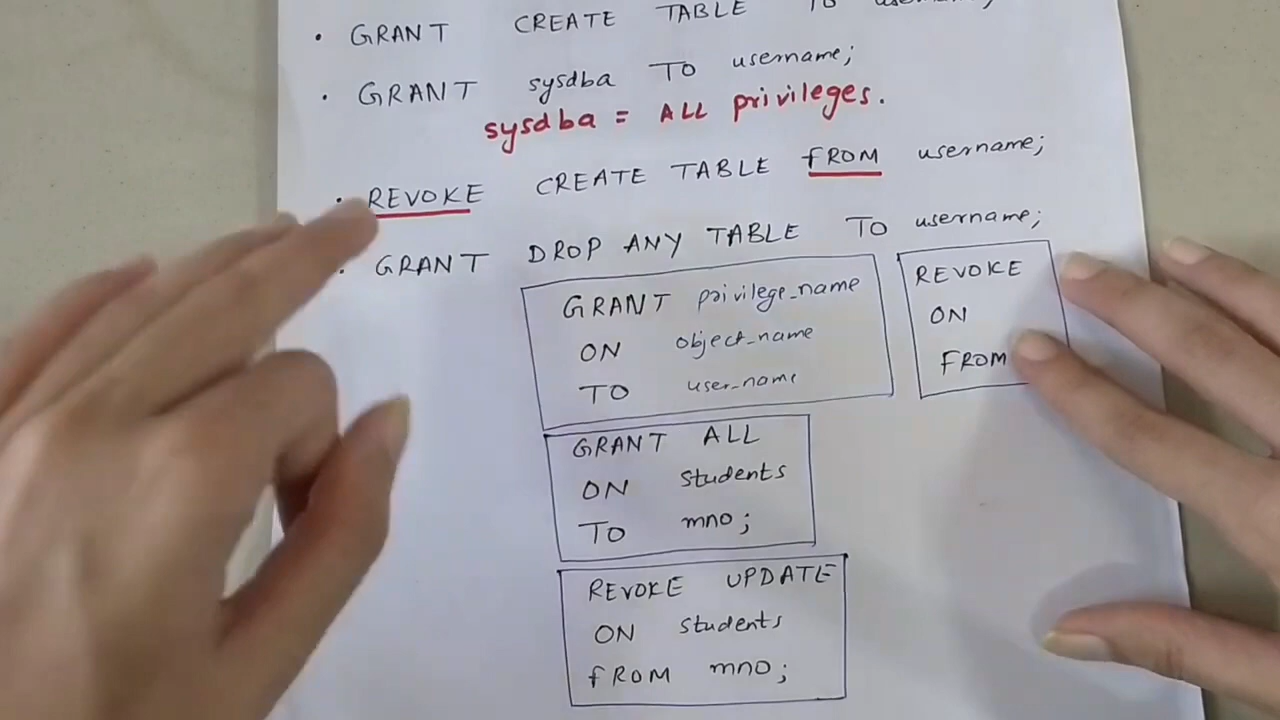 • GRANT CREATE TABLE TO username;
• GRANT sysdba TO username;
sysdba = ALL privileges.
• REVOKE CREATE TABLE FROM username;
• GRANT DROP ANY TABLE TO username;
GRANT privilege_name
ON object_name
TO user_name
REVOKE
ON
FROM
GRANT ALL
ON students
TO mno;
REVOKE UPDATE
ON students
FROM mno;